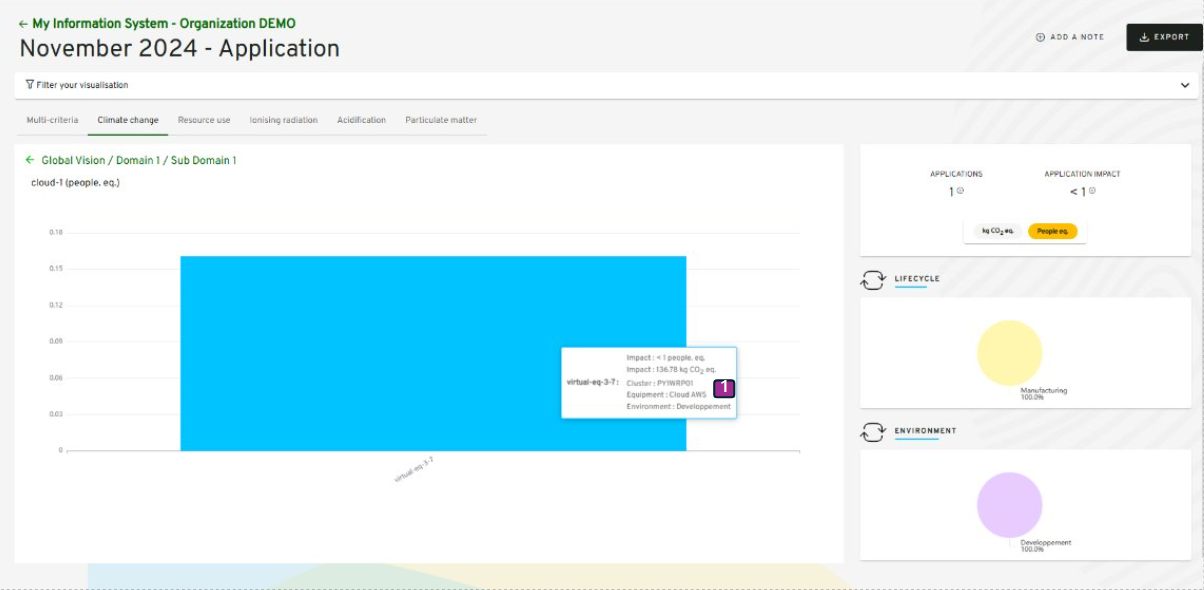 ← My Information System - Organization DEMO
November 2024 - Application
ADD A NOTE
EXPORT
Filter your visualisation
Multi-criteria Climate change Resource use Ionising radiation Acidification Particulate matter
← Global Vision / Domain 1 / Sub Domain 1
cloud-1 (people. eq.)
0.18
0.15
0.12
0.09
0.06
0.03
0
virtual-eq-3-7
virtual-eq-3-7 :
Impact : < 1 people. eq.
Impact : 136.78 kg CO2 eq.
Cluster : PY1WRP01
Equipment : Cloud AWS
Environment : Developpement
1
APPLICATIONS APPLICATION IMPACT
1 < 1
kg CO2 eq. People eq.
LIFECYCLE
Manufacturing
100.0%
ENVIRONMENT
Developpement
100.0%